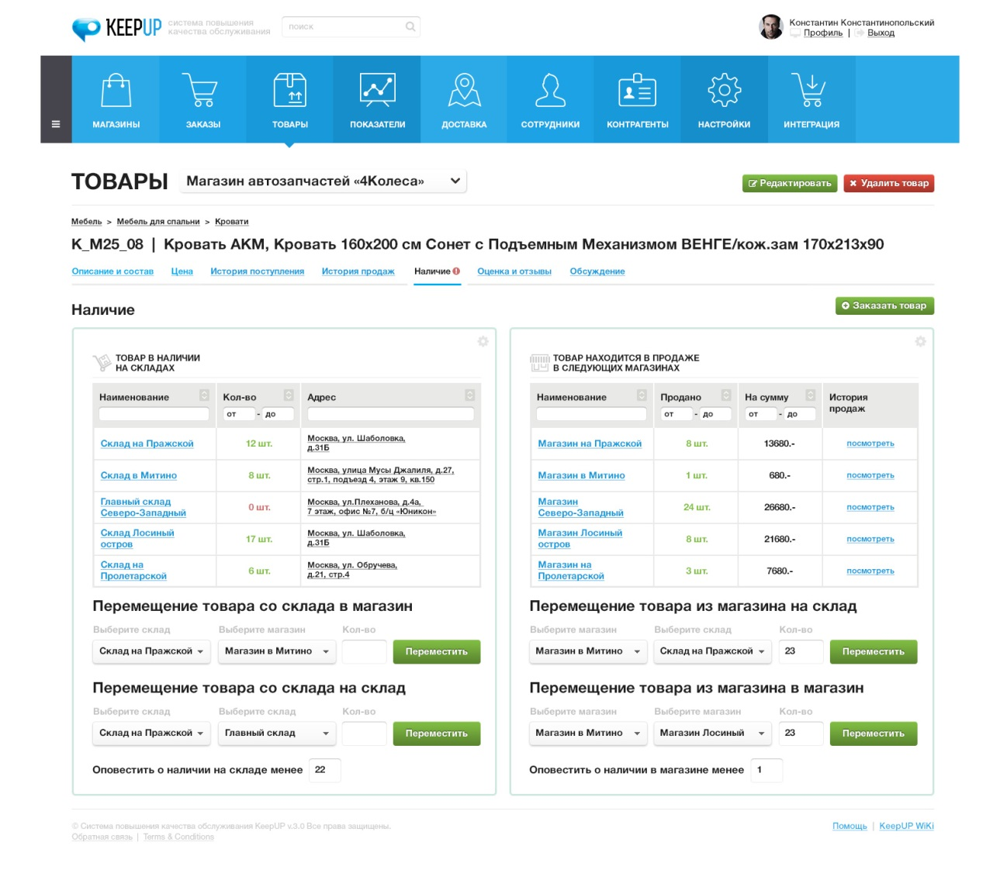 KEEPUP
система повышения
качества обслуживания
поиск
Константин Константинопольский
Профиль | Выход
МАГАЗИНЫ
ЗАКАЗЫ
ТОВАРЫ
ПОКАЗАТЕЛИ
ДОСТАВКА
СОТРУДНИКИ
КОНТРАГЕНТЫ
НАСТРОЙКИ
ИНТЕГРАЦИЯ
ТОВАРЫ
Магазин автозапчастей «4Колеса»
Редактировать
Удалить товар
Мебель > Мебель для спальни > Кровати
K_M25_08 | Кровать АКМ, Кровать 160х200 см Сонет с Подъемным Механизмом ВЕНГЕ/кож.зам 170х213х90
Описание и состав
Цена
История поступления
История продаж
Наличие
Оценка и отзывы
Обсуждение
Наличие
Заказать товар
ТОВАР В НАЛИЧИИ
НА СКЛАДАХ
Наименование
Кол-во
Адрес
от - до
Склад на Пражской
12 шт.
Москва, ул. Шаболовка,
д.31Б
Склад в Митино
8 шт.
Москва, улица Мусы Джалиля, д.27,
стр.1, подъезд 4, этаж 9, кв.150
Главный склад
Северо-Западный
0 шт.
Москва, ул.Плеханова, д.4а,
7 этаж, офис №7, б/ц «Юникон»
Склад Лосиный
остров
17 шт.
Москва, ул. Шаболовка,
д.31Б
Склад на
Пролетарской
6 шт.
Москва, ул. Обручева,
д.21, стр.4
Перемещение товара со склада в магазин
Выберите склад
Выберите магазин
Кол-во
Склад на Пражской
Магазин в Митино
Переместить
Перемещение товара со склада на склад
Выберите склад
Выберите склад
Кол-во
Склад на Пражской
Главный склад
Переместить
Оповестить о наличии на складе менее 22
ТОВАР НАХОДИТСЯ В ПРОДАЖЕ
В СЛЕДУЮЩИХ МАГАЗИНАХ
Наименование
Продано
На сумму
История
продаж
от - до
от - до
Магазин на Пражской
8 шт.
13680.-
посмотреть
Магазин в Митино
1 шт.
680.-
посмотреть
Магазин
Северо-Западный
24 шт.
26680.-
посмотреть
Магазин Лосиный
остров
8 шт.
21680.-
посмотреть
Магазин на
Пролетарской
3 шт.
7680.-
посмотреть
Перемещение товара из магазина на склад
Выберите магазин
Выберите склад
Кол-во
Магазин в Митино
Склад на Пражской
23
Переместить
Перемещение товара из магазина в магазин
Выберите магазин
Выберите магазин
Кол-во
Магазин в Митино
Магазин Лосиный
23
Переместить
Оповестить о наличии в магазине менее 1
© Система повышения качества обслуживания KeepUP v.3.0 Все права защищены.
Обратная связь | Terms & Conditions
Помощь | KeepUP WiKi